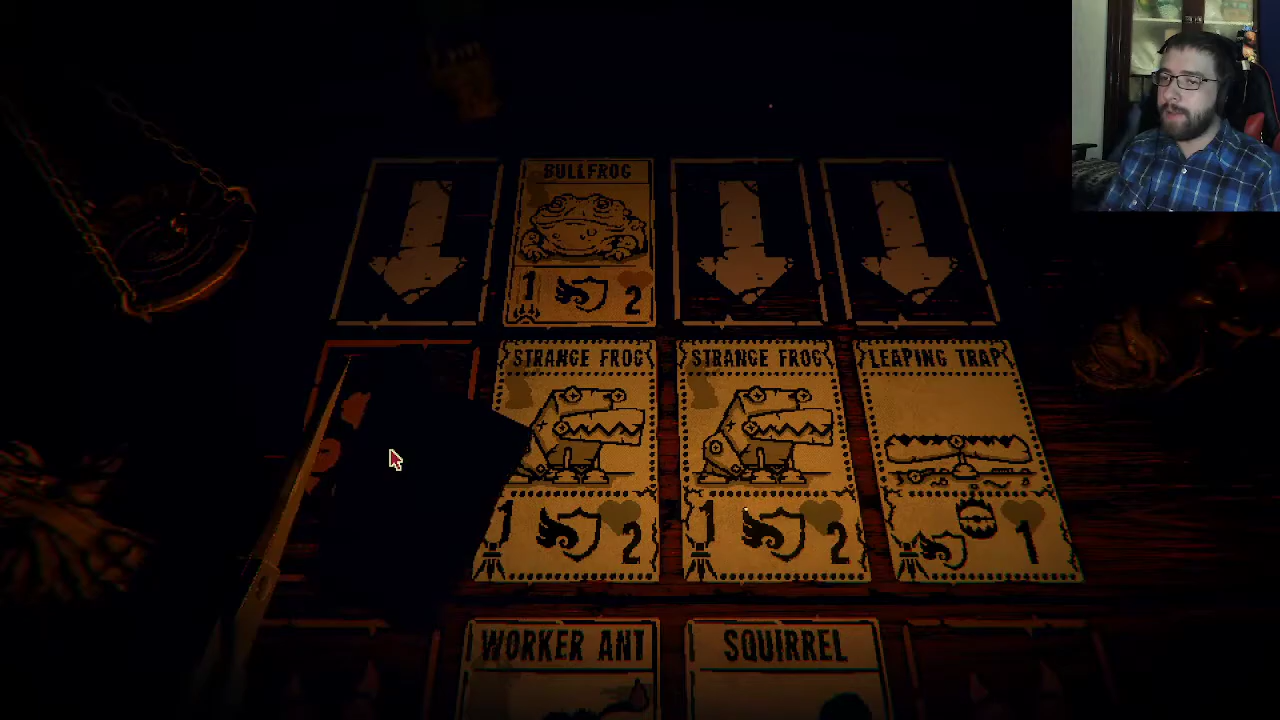 BULLFROG
1 2
STRANGE FROG STRANGE FROG LEAPING TRAP
1 2 1 2 1
WORKER ANT SQUIRREL